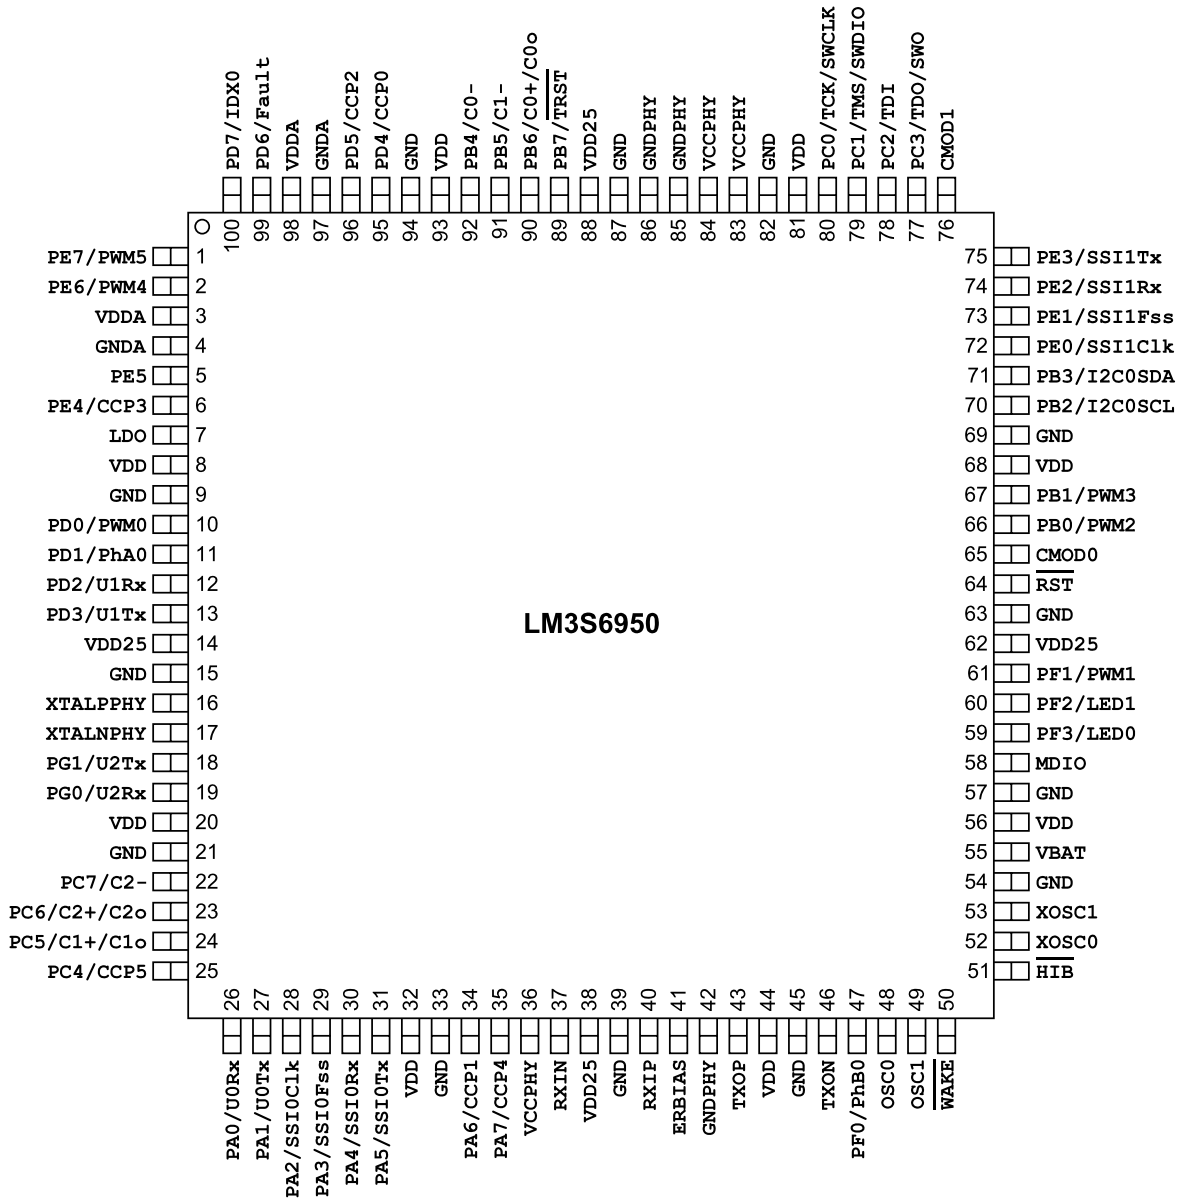 PD7/IDX0
PD6/Fault
VDDA
GNDA
PD5/CCP2
PD4/CCP0
GND
VDD
PB4/C0-
PB5/C1-
PB6/C0+/C0o
PB7/TRST
VDD25
GND
GNDPHY
GNDPHY
VCCPHY
VCCPHY
GND
VDD
PC0/TCK/SWCLK
PC1/TMS/SWDIO
PC2/TDI
PC3/TDO/SWO
CMOD1
100
99
98
97
96
95
94
93
92
91
90
89
88
87
86
85
84
83
82
81
80
79
78
77
76
PE7/PWM5 1
PE6/PWM4 2
VDDA 3
GNDA 4
PE5 5
PE4/CCP3 6
LDO 7
VDD 8
GND 9
PD0/PWM0 10
PD1/PhA0 11
PD2/U1Rx 12
PD3/U1Tx 13
VDD25 14
GND 15
XTALPPHY 16
XTALNPHY 17
PG1/U2Tx 18
PG0/U2Rx 19
VDD 20
GND 21
PC7/C2- 22
PC6/C2+/C2o 23
PC5/C1+/C1o 24
PC4/CCP5 25
LM3S6950
75 PE3/SSI1Tx
74 PE2/SSI1Rx
73 PE1/SSI1Fss
72 PE0/SSI1Clk
71 PB3/I2C0SDA
70 PB2/I2C0SCL
69 GND
68 VDD
67 PB1/PWM3
66 PB0/PWM2
65 CMOD0
64 RST
63 GND
62 VDD25
61 PF1/PWM1
60 PF2/LED1
59 PF3/LED0
58 MDIO
57 GND
56 VDD
55 VBAT
54 GND
53 XOSC1
52 XOSC0
51 HIB
26
27
28
29
30
31
32
33
34
35
36
37
38
39
40
41
42
43
44
45
46
47
48
49
50
PA0/U0Rx
PA1/U0Tx
PA2/SSI0Clk
PA3/SSI0Fss
PA4/SSI0Rx
PA5/SSI0Tx
VDD
GND
PA6/CCP1
PA7/CCP4
VCCPHY
RXIN
VDD25
GND
RXIP
ERBIAS
GNDPHY
TXOP
VDD
GND
TXON
PF0/PhB0
OSC0
OSC1
WAKE